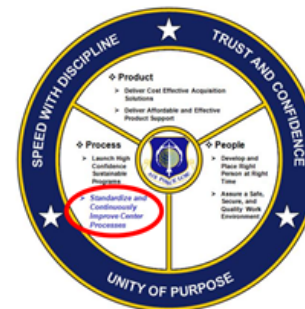 SPEED WITH DISCIPLINE
TRUST AND CONFIDENCE
❖ Product
➢ Deliver Cost Effective Acquisition
Solutions
➢ Deliver Affordable and Effective
Product Support
❖ Process
➢ Launch High
Confidence
Sustainable
Programs
➢ Standardize and
Continuously
Improve Center
Processes
❖ People
➢ Develop and
Place Right
Person at Right
Time
➢ Assure a Safe,
Secure, and
Quality Work
Environment
UNITY OF PURPOSE